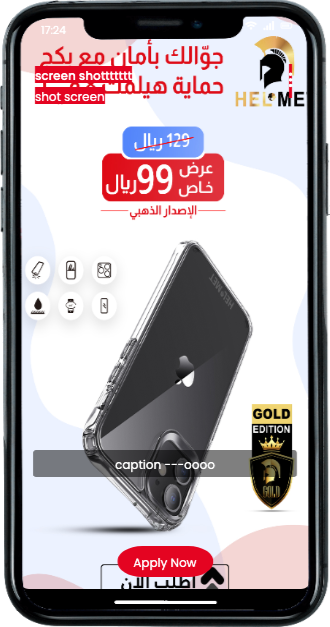 17:24
جوّالك بأمان مع بكج
screen shotttttt
حماية هيلمت
shot screen
HELMET
129 ريال
عرض خاص
99 ريال
الإصدار الذهبي
GOLD
EDITION
GOLD
caption ---oooo
Apply Now
اطلب الآن